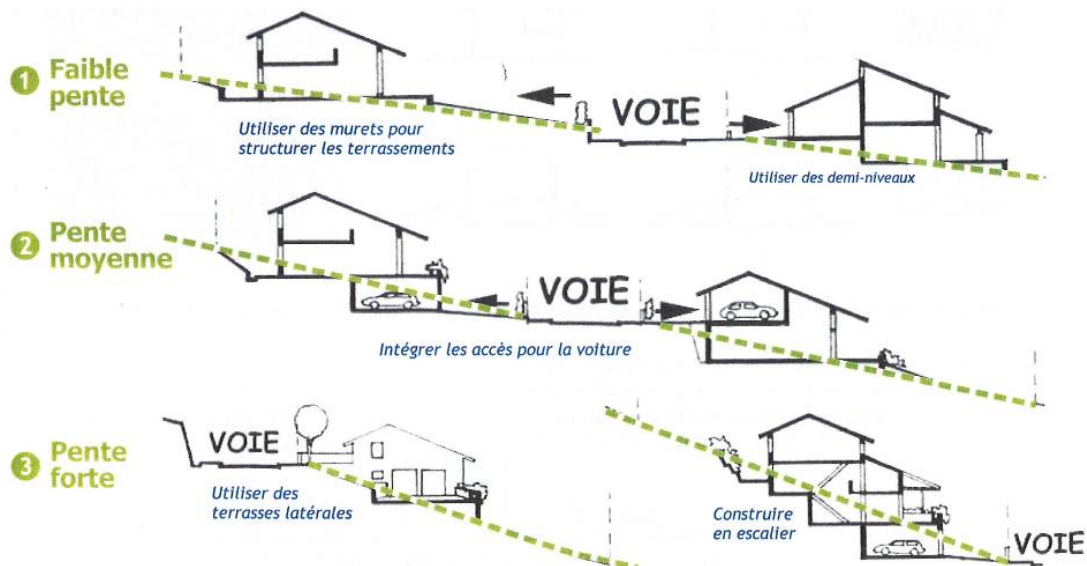 1 Faible
pente
VOIE
Utiliser des murets pour
structurer les terrassements
Utiliser des demi-niveaux
2 Pente
moyenne
VOIE
Intégrer les accès pour la voiture
3 Pente
forte
VOIE
Utiliser des
terrasses latérales
Construire
en escalier
VOIE